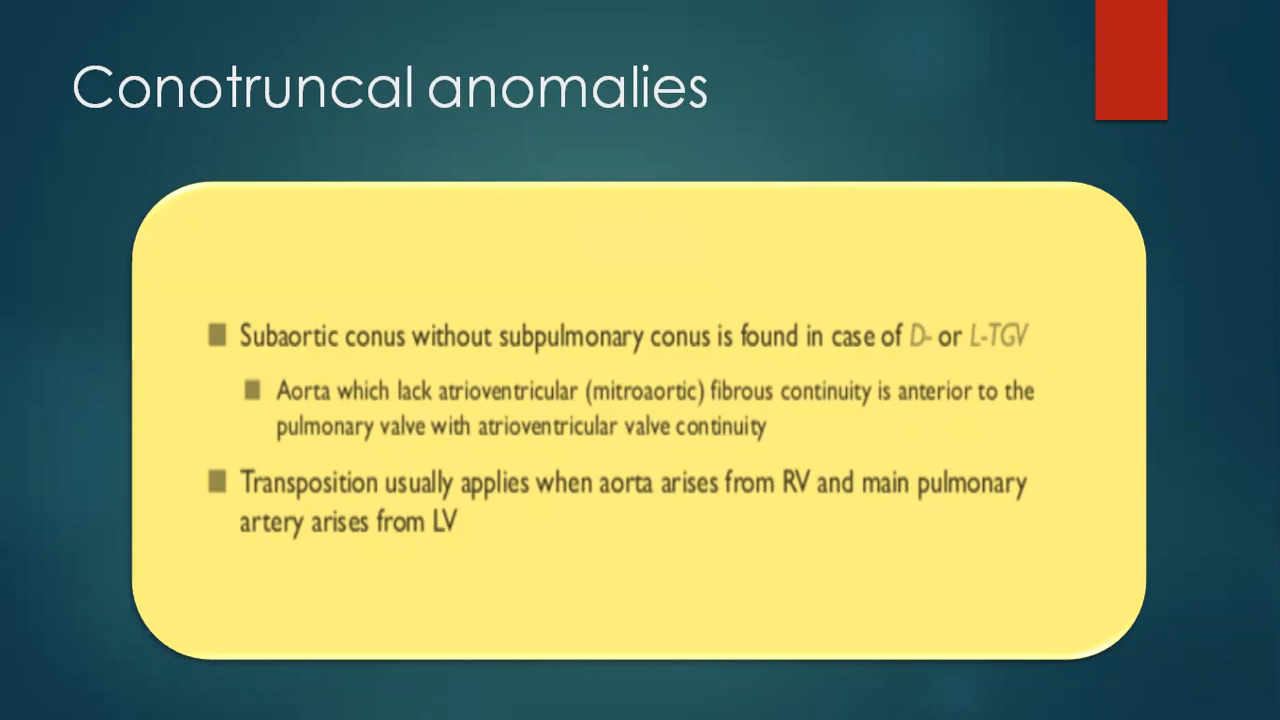 Conotruncal anomalies
Subaortic conus without subpulmonary conus is found in case of D- or L-TGV
Aorta which lack atrioventricular (mitroaortic) fibrous continuity is anterior to the
pulmonary valve with atrioventricular valve continuity
Transposition usually applies when aorta arises from RV and main pulmonary
artery arises from LV